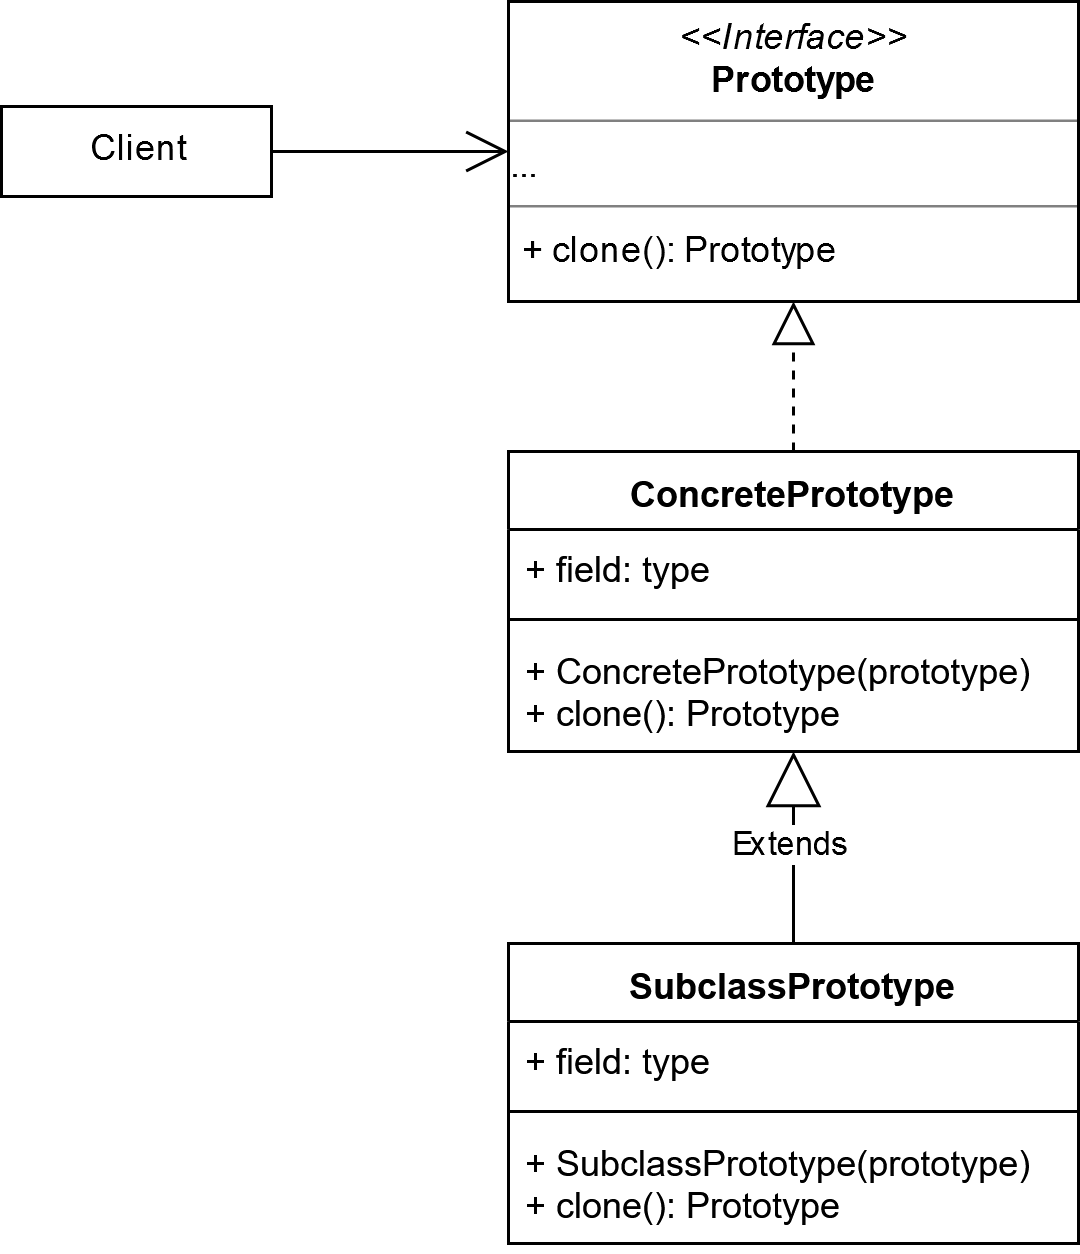 <<Interface>>
Prototype
Client
...
+ clone(): Prototype
ConcretePrototype
+ field: type
+ ConcretePrototype(prototype)
+ clone(): Prototype
Extends
SubclassPrototype
+ field: type
+ SubclassPrototype(prototype)
+ clone(): Prototype